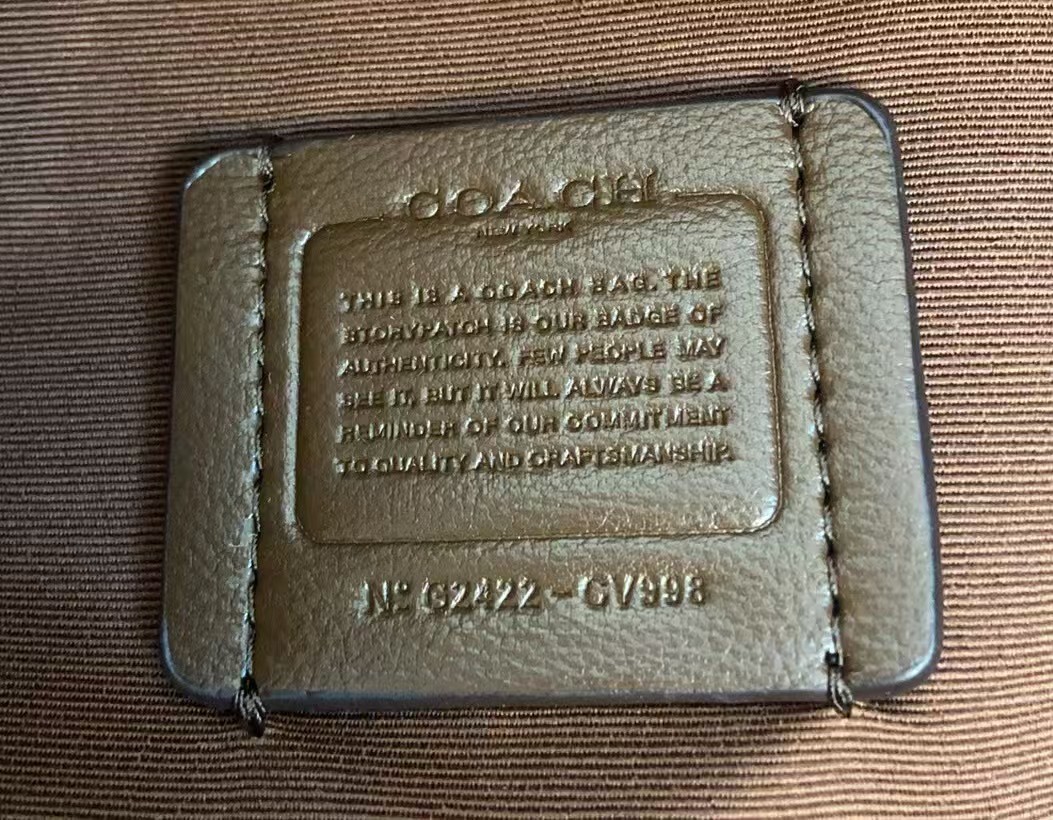 COACH
NEW YORK
THIS IS A COACH BAG. THE
STORYPATCH IS OUR BADGE OF
AUTHENTICITY. FEW PEOPLE MAY
SEE IT, BUT IT WILL ALWAYS BE A
REMINDER OF OUR COMMITMENT
TO QUALITY AND CRAFTSMANSHIP.
Nº G2422 - CV998